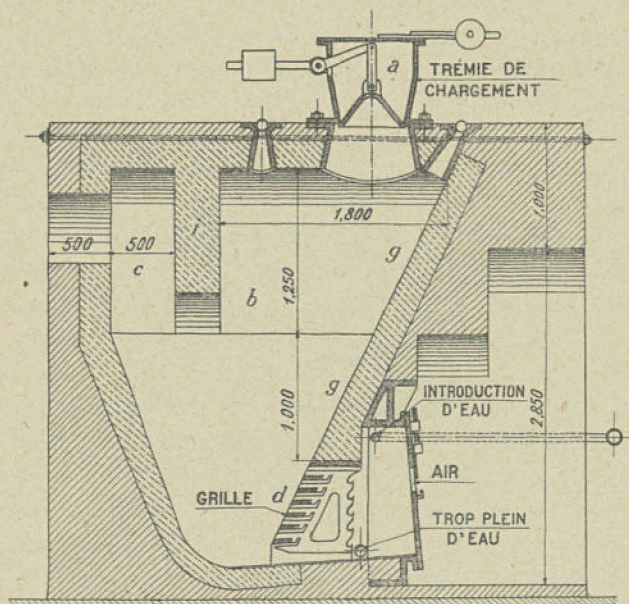 a
TRÉMIE DE
CHARGEMENT
1,800
1,000
500
500
i
c
b
1,250
g
g
1,000
INTRODUCTION
D'EAU
2,850
d
GRILLE
AIR
TROP PLEIN
D'EAU